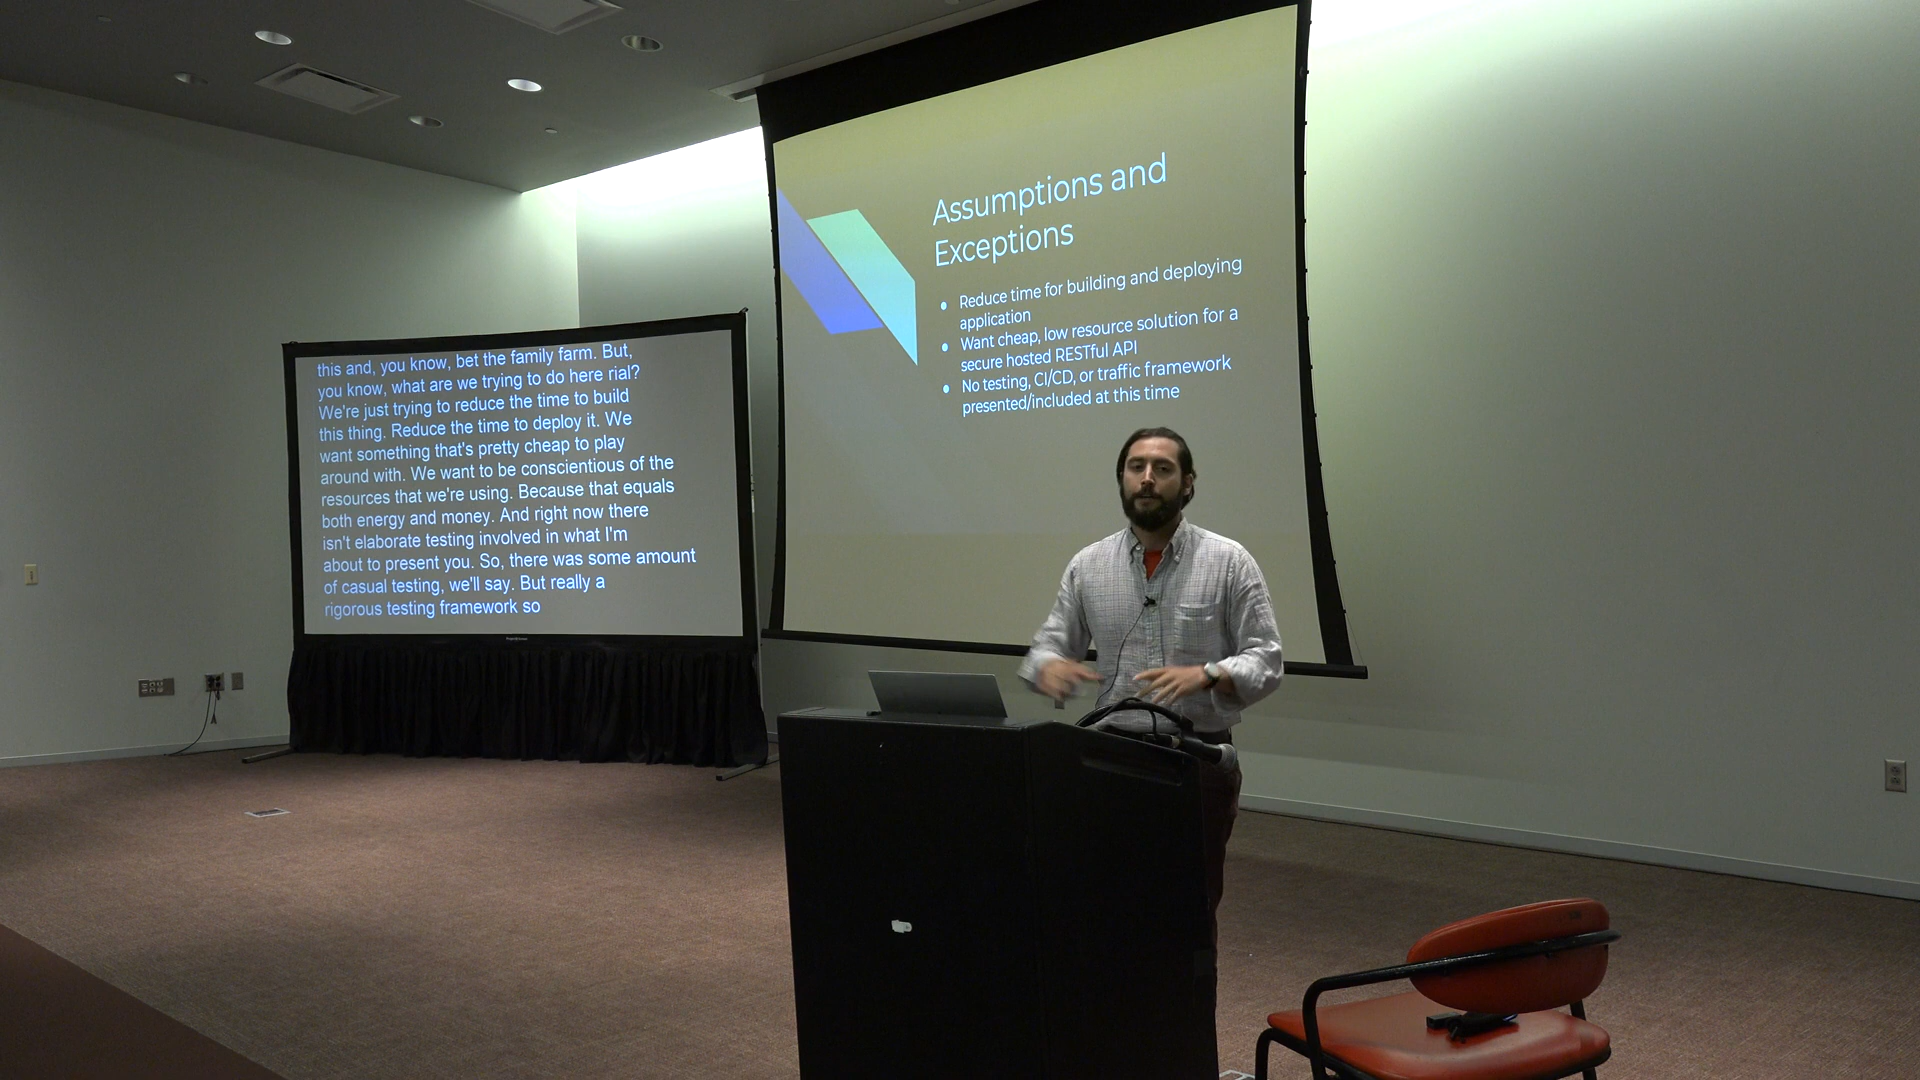 this and, you know, bet the family farm. But,
you know, what are we trying to do here rial?
We're just trying to reduce the time to build
this thing. Reduce the time to deploy it. We
want something that's pretty cheap to play
around with. We want to be conscientious of the
resources that we're using. Because that equals
both energy and money. And right now there
isn't elaborate testing involved in what I'm
about to present you. So, there was some amount
of casual testing, we'll say. But really a
rigorous testing framework so
Assumptions and
Exceptions
• Reduce time for building and deploying
application
• Want cheap, low resource solution for a
secure hosted RESTful API
• No testing, CI/CD, or traffic framework
presented/included at this time